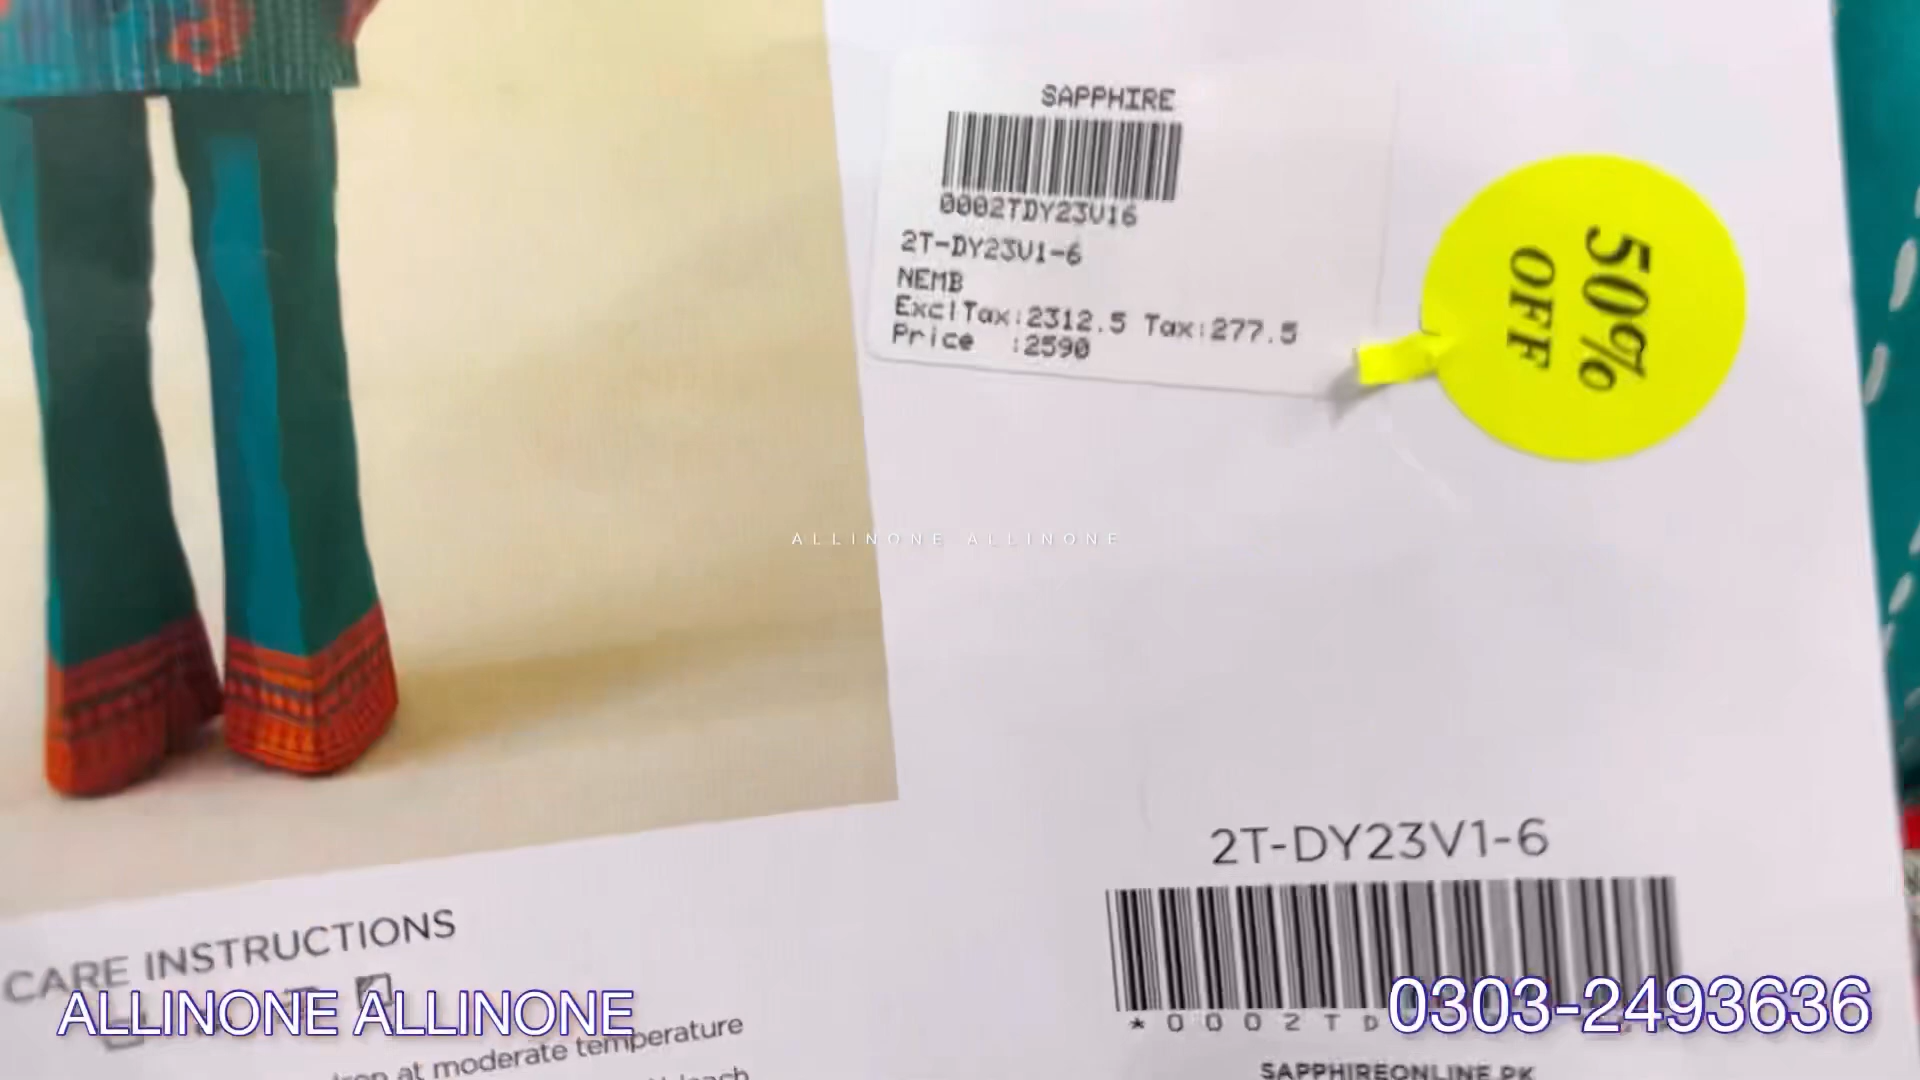 SAPPHIRE
0002TDY23V16
2T-DY23V1-6
NEMB
ExclTax:2312.5 Tax:277.5
Price :2590
50%
OFF
ALLINONE ALLINONE
2T-DY23V1-6
*0002TD
SAPPHIREONLINE.PK
CARE INSTRUCTIONS
at moderate temperature
ALLINONE ALLINONE
0303-2493636